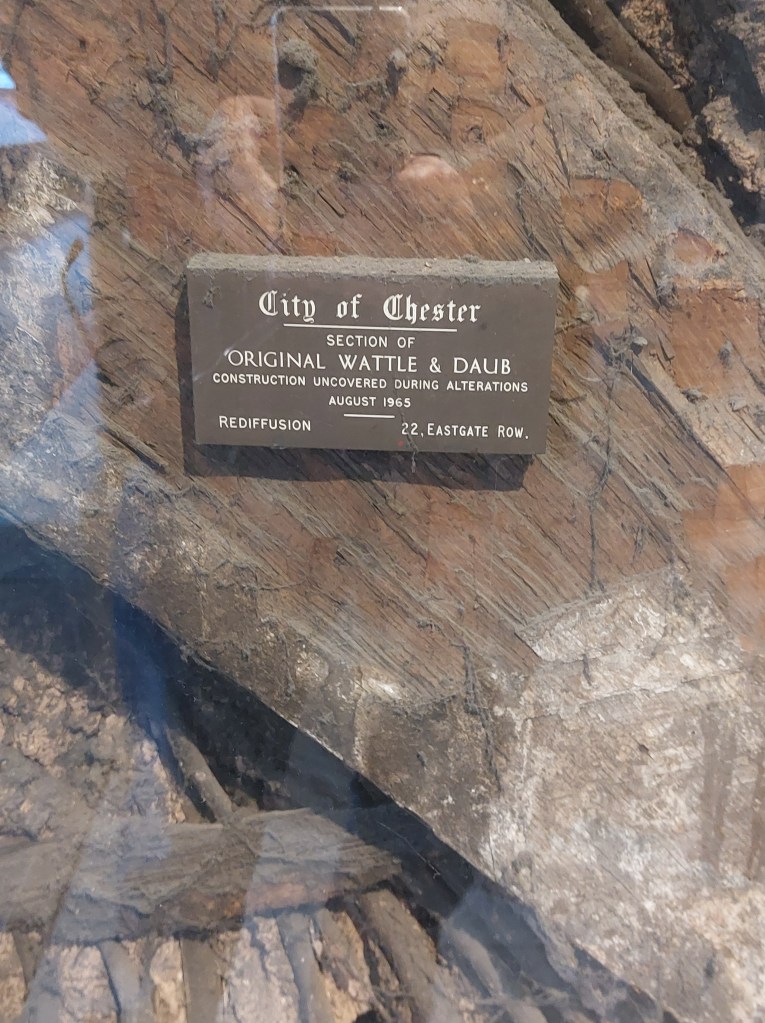 City of Chester
SECTION OF
ORIGINAL WATTLE & DAUB
CONSTRUCTION UNCOVERED DURING ALTERATIONS
AUGUST 1965
REDIFFUSION 22, EASTGATE ROW.